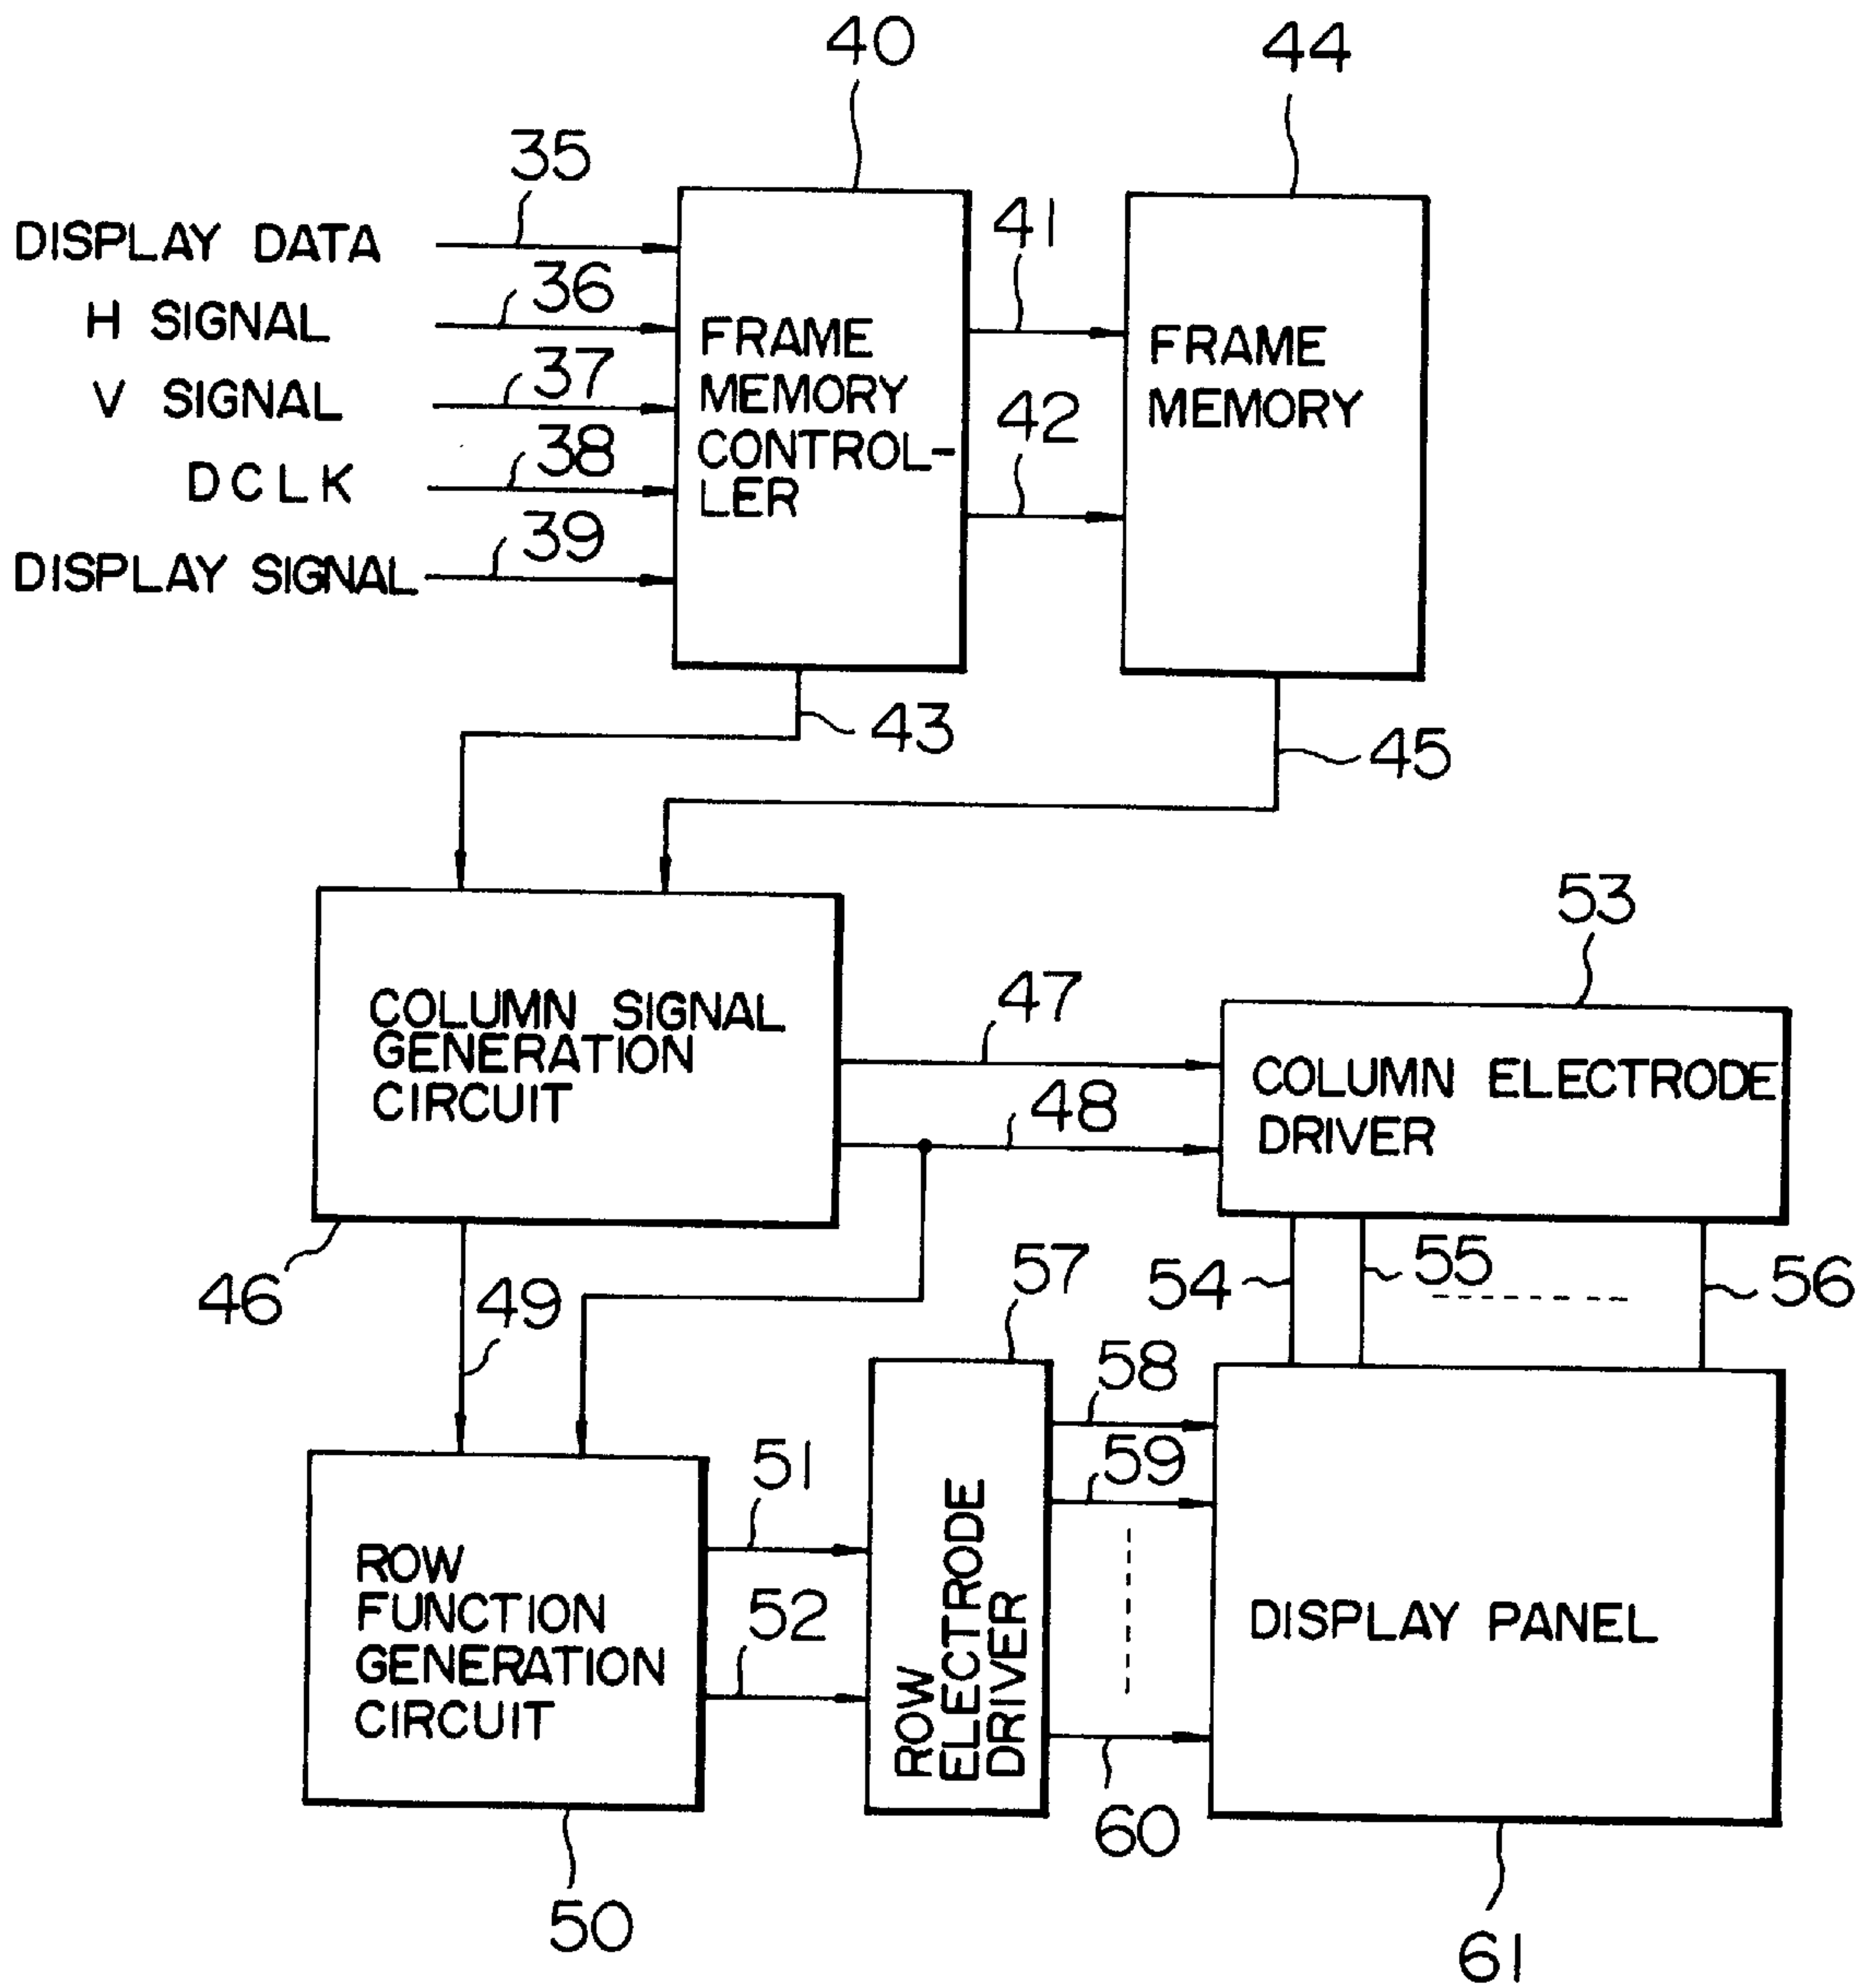 40
44
35
DISPLAY DATA
36
H SIGNAL
37
V SIGNAL
38
DCLK
39
DISPLAY SIGNAL
FRAME
MEMORY
CONTROL-
LER
41
42
FRAME
MEMORY
43
45
COLUMN SIGNAL
GENERATION
CIRCUIT
46
47
48
53
COLUMN ELECTRODE
DRIVER
49
54
55
56
57
58
59
60
ROW
FUNCTION
GENERATION
CIRCUIT
50
51
52
ROW
ELECTRODE
DRIVER
DISPLAY PANEL
61